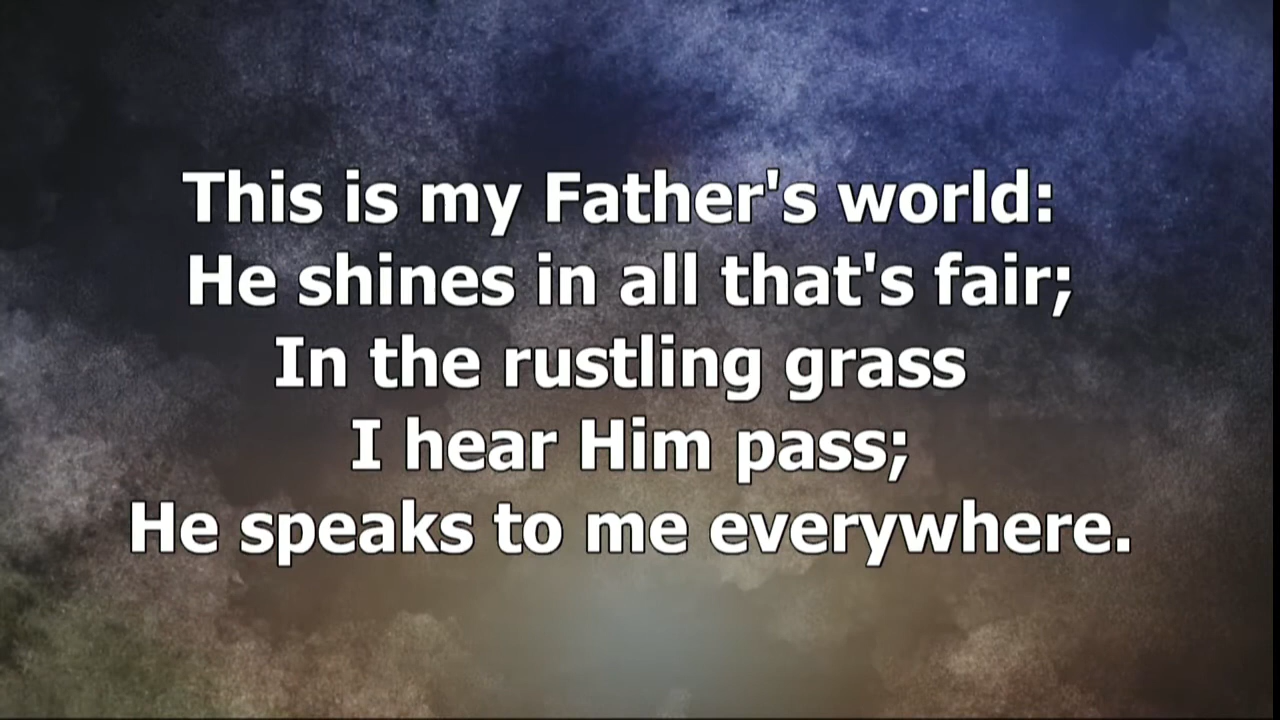 This is my Father's world:
He shines in all that's fair;
In the rustling grass
I hear Him pass;
He speaks to me everywhere.